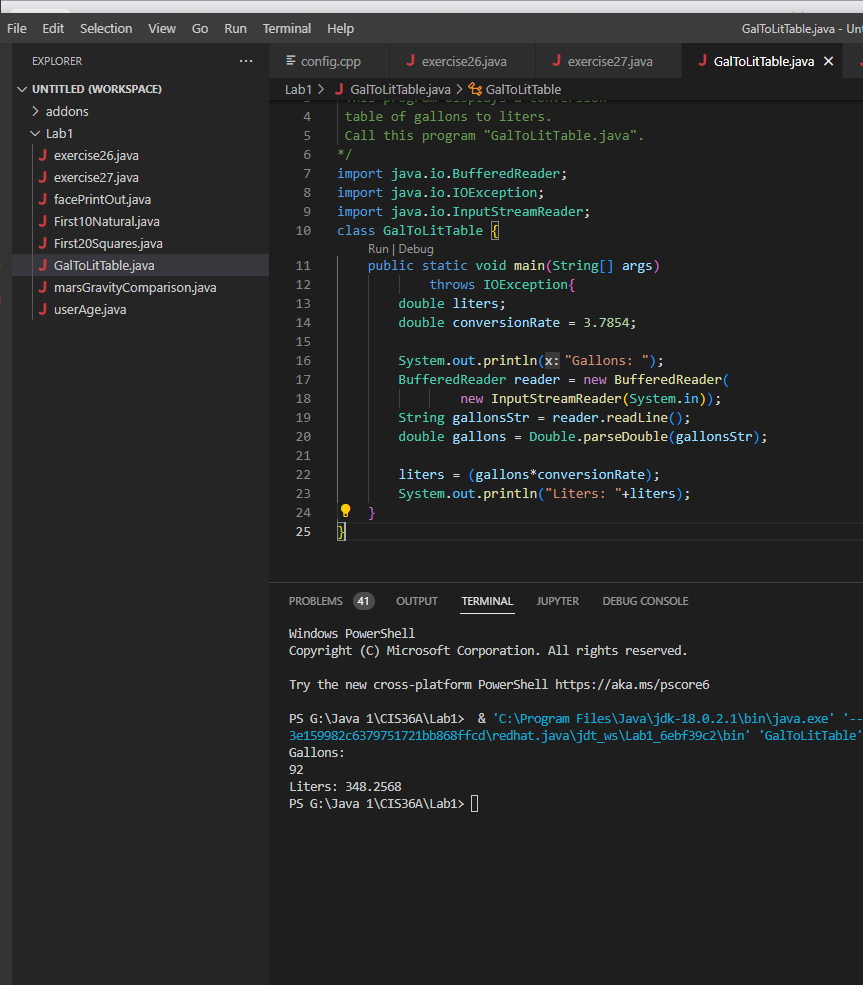 File Edit Selection View Go Run Terminal Help GalToLitTable.java - Unt
EXPLORER ···
UNTITLED (WORKSPACE)
addons
Lab1
J exercise26.java
J exercise27.java
J facePrintOut.java
J First10Natural.java
J First20Squares.java
J GalToLitTable.java
J marsGravityComparison.java
J userAge.java
config.cpp J exercise26.java J exercise27.java J GalToLitTable.java
Lab1 > J GalToLitTable.java > GalToLitTable
3 This program displays a conversion
4 table of gallons to liters.
5 Call this program "GalToLitTable.java".
6 */
7 import java.io.BufferedReader;
8 import java.io.IOException;
9 import java.io.InputStreamReader;
10 class GalToLitTable {
Run | Debug
11 public static void main(String[] args)
12 throws IOException{
13 double liters;
14 double conversionRate = 3.7854;
15
16 System.out.println(x: "Gallons: ");
17 BufferedReader reader = new BufferedReader(
18 new InputStreamReader(System.in));
19 String gallonsStr = reader.readLine();
20 double gallons = Double.parseDouble(gallonsStr);
21
22 liters = (gallons*conversionRate);
23 System.out.println("Liters: "+liters);
24 }
25 }
PROBLEMS 41 OUTPUT TERMINAL JUPYTER DEBUG CONSOLE
Windows PowerShell
Copyright (C) Microsoft Corporation. All rights reserved.
Try the new cross-platform PowerShell https://aka.ms/pscore6
PS G:\Java 1\CIS36A\Lab1>  & 'C:\Program Files\Java\jdk-18.0.2.1\bin\java.exe' '--
3e159982c6379751721bb868ffcd\redhat.java\jdt_ws\Lab1_6ebf39c2\bin' 'GalToLitTable'
Gallons:
92
Liters: 348.2568
PS G:\Java 1\CIS36A\Lab1>